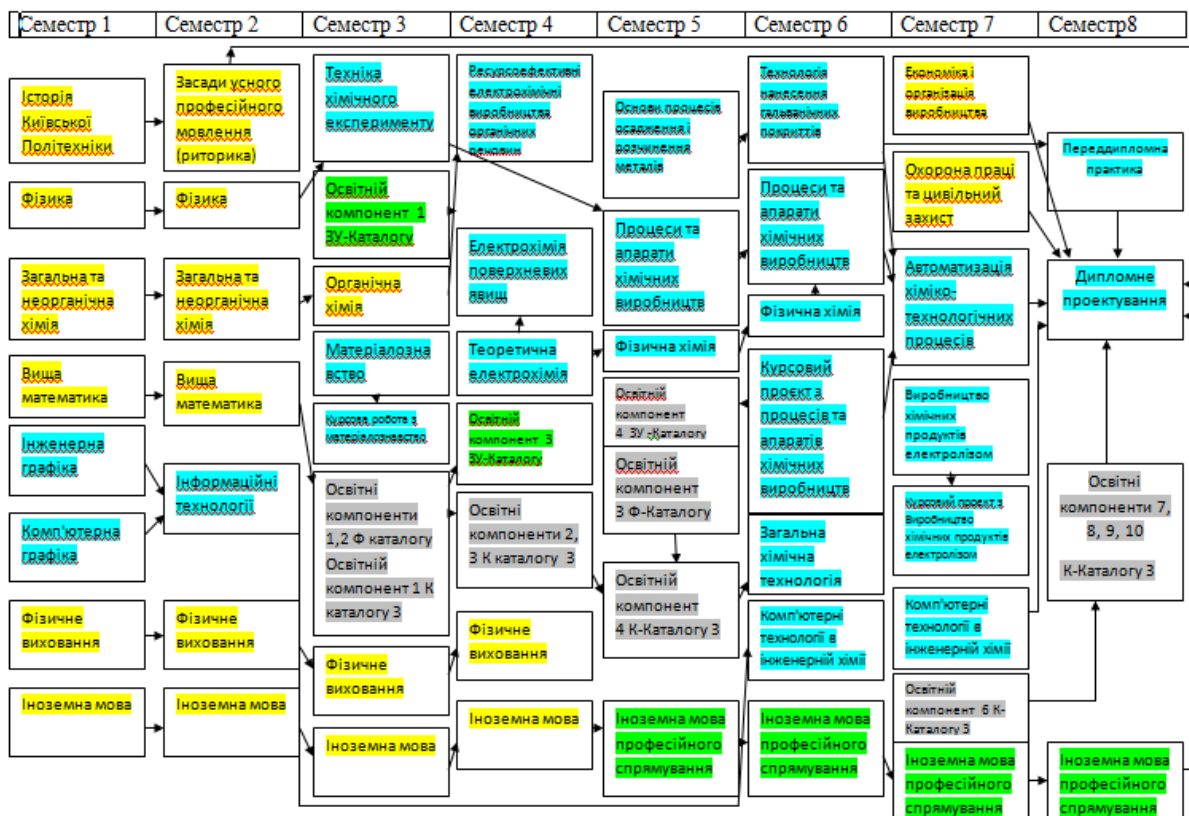 Семестр 1
Семестр 2
Семестр 3
Семестр 4
Семестр 5
Семестр 6
Семестр 7
Семестр8
Історія
Київської
Політехніки
Фізика
Загальна та
неорганічна
хімія
Вища
математика
Інженерна
графіка
Комп'ютерна
графіка
Фізичне
виховання
Іноземна мова
Засади усного
професійного
мовлення
(риторика)
Фізика
Загальна та
неорганічна
хімія
Вища
математика
Інформаційні
технології
Фізичне
виховання
Іноземна мова
Техніка
хімічного
експерименту
Освітній
компонент 1
ЗУ-Каталогу
Органічна
хімія
Матеріалозна
вство
Курсова робота з
матеріалознавство
Освітні
компоненти
1,2 Ф каталогу
Освітній
компонент 1 К
каталогу 3
Фізичне
виховання
Іноземна мова
Ресурсоефективні
електрохімічні
виробництва
органічних
речовин
Електрохімія
поверхневих
явищ
Теоретична
електрохімія
Освітній
компонент 3
ЗУ-Каталогу
Освітні
компоненти 2,
3 К каталогу 3
Фізичне
виховання
Іноземна мова
Основи процесів
осадження і
розчинення
металів
Процеси та
апарати
хімічних
виробництв
Фізична хімія
Освітній
компонент
4 ЗУ-Каталогу
Освітній
компонент
3 Ф-Каталогу
Освітній
компонент
4 К-Каталогу 3
Іноземна мова
професійного
спрямування
Технологія
нанесення
гальванічних
покриттів
Процеси та
апарати
хімічних
виробництв
Фізична хімія
Курсовий
проєкт з
процесів та
апаратів
хімічних
виробництв
Загальна
хімічна
технологія
Комп'ютерні
технології в
інженерній хімії
Іноземна мова
професійного
спрямування
Економіка і
організація
виробництва
Охорона праці
та цивільний
захист
Автоматизація
хіміко-
технологічних
процесів
Виробництво
хімічних
продуктів
електролізом
Курсовий проєкт з
Виробництво
хімічних продуктів
електролізом
Комп'ютерні
технології в
інженерній хімії
Освітній
компонент 6 К-
Каталогу 3
Іноземна мова
професійного
спрямування
Переддипломна
практика
Дипломне
проектування
Освітні
компоненти 7,
8, 9, 10
К-Каталогу 3
Іноземна мова
професійного
спрямування